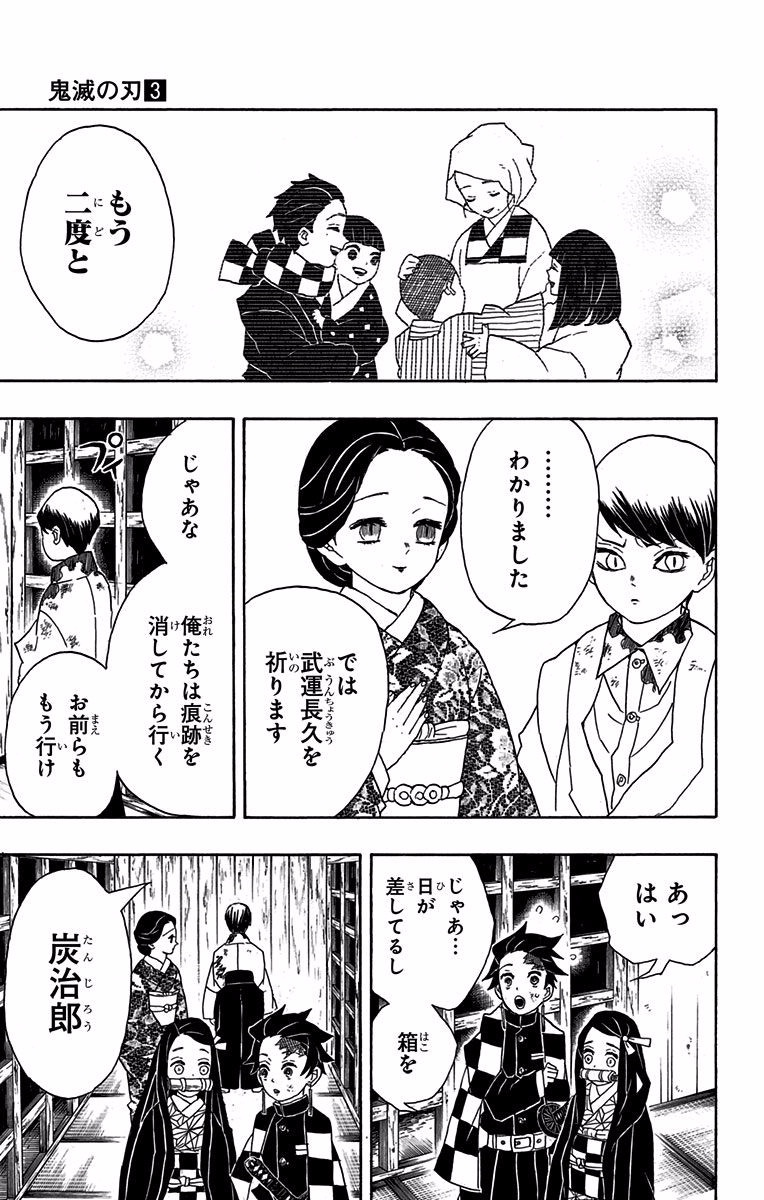 鬼滅の刃3
もう
二度と
………
わかりました
では
武運長久を
祈ります
じゃあな
俺たちは痕跡を
消してから行く
お前らも
もう行け
プイ
あっ
はい
じゃあ…
日が
差してるし
箱を
炭治郎